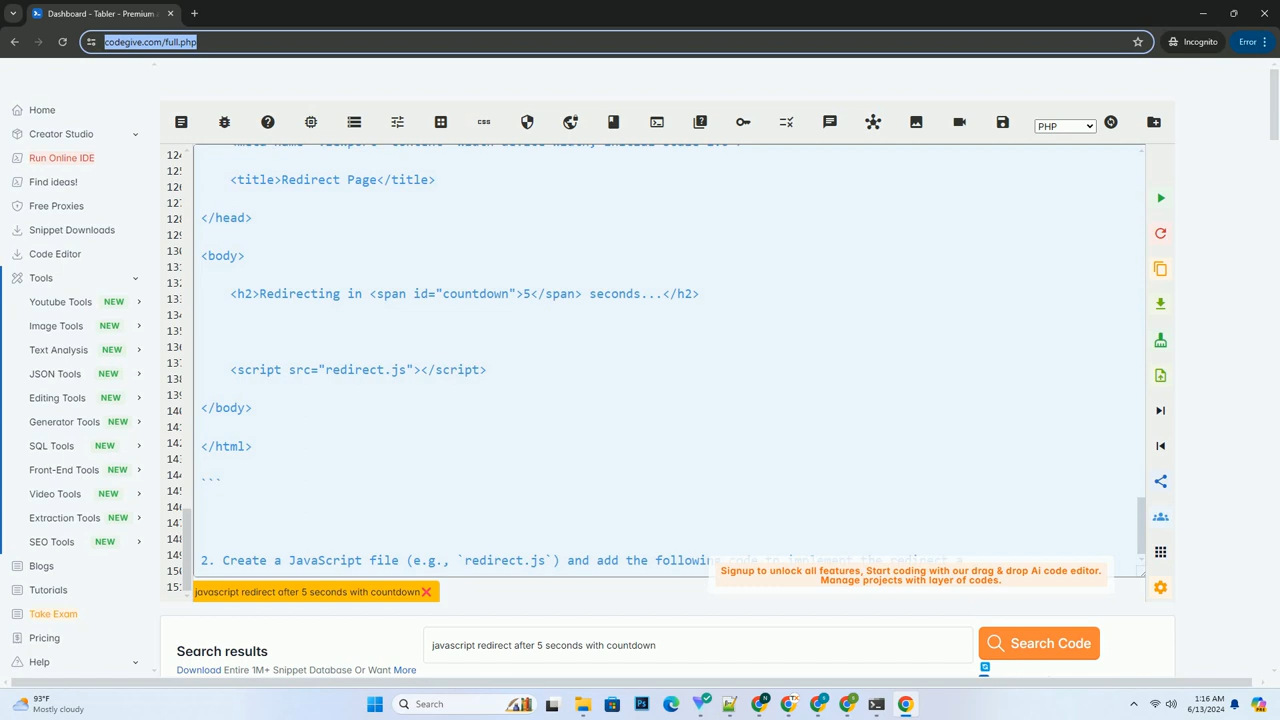 Dashboard - Tabler - Premium
codegive.com/full.php
Incognito
Error
Home
Creator Studio
Run Online IDE
Find ideas!
Free Proxies
Snippet Downloads
Code Editor
Tools
Youtube Tools NEW
Image Tools NEW
Text Analysis NEW
JSON Tools NEW
Editing Tools NEW
Generator Tools NEW
SQL Tools NEW
Front-End Tools NEW
Video Tools NEW
Extraction Tools NEW
SEO Tools NEW
Blogs
Tutorials
Take Exam
Pricing
Help
CSS
PHP
<title>Redirect Page</title>
</head>
<body>
<h2>Redirecting in <span id="countdown">5</span> seconds...</h2>
<script src="redirect.js"></script>
</body>
</html>
```
2. Create a JavaScript file (e.g., `redirect.js`) and add the following code to implement the redirect
Signup to unlock all features, Start coding with our drag & drop Ai code editor.
Manage projects with layer of codes.
javascript redirect after 5 seconds with countdown❌
Search results
Download Entire 1M+ Snippet Database Or Want More
javascript redirect after 5 seconds with countdown
Search Code
93°F
Mostly cloudy
Search
1:16 AM
6/13/2024